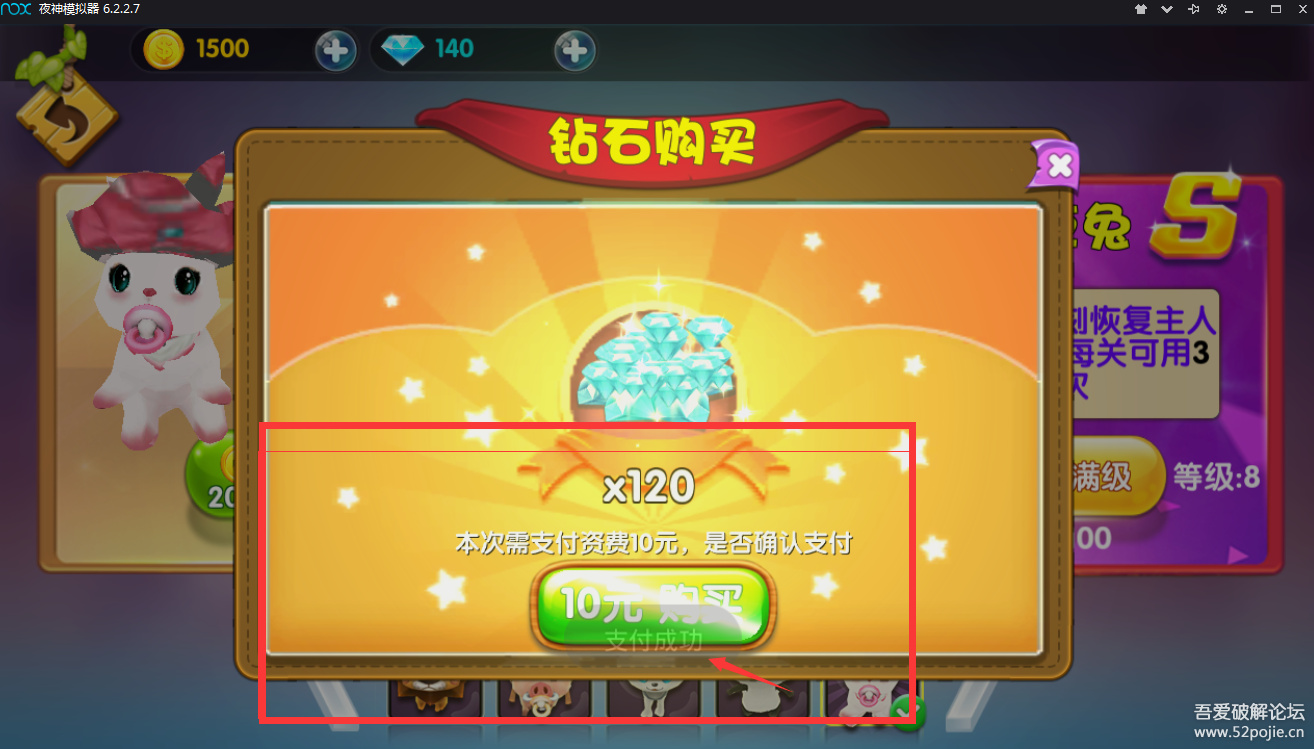 夜神模拟器 6.2.2.7
1500
140
钻石购买
兔
S
刻恢复主人
每关可用3
次
满级
等级:8
20
00
x120
本次需支付资费10元，是否确认支付
10元 购买
支付成功
吾爱破解论坛
www.52pojie.cn